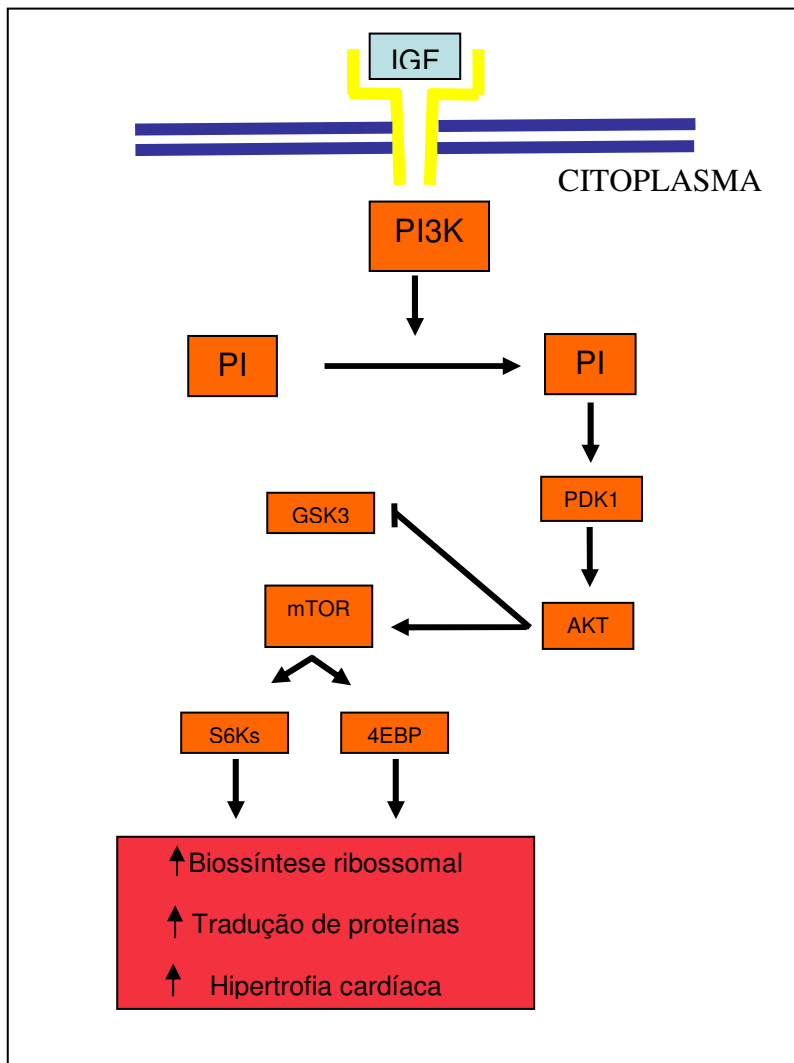 IGF
CITOPLASMA
PI3K
PI
PI
PDK1
GSK3
mTOR
AKT
S6Ks
4EBP
Biossíntese ribossomal
Tradução de proteínas
Hipertrofia cardíaca